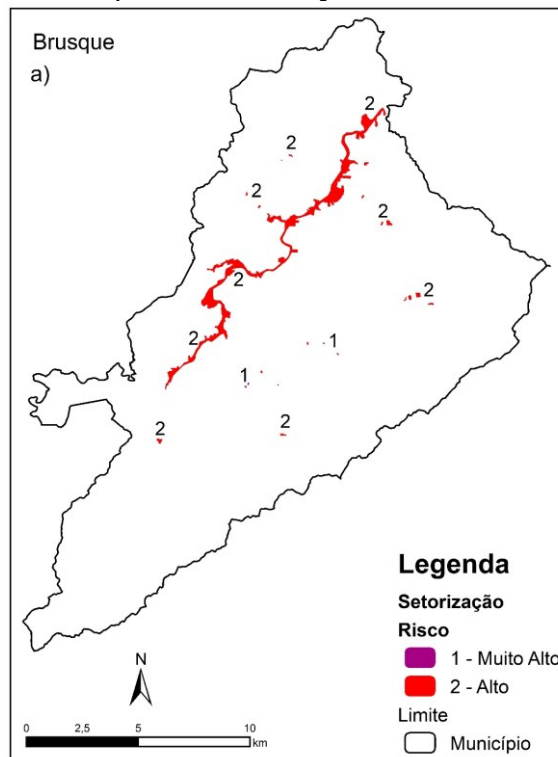 Brusque
a)
2
2
2
2
2
2
2
1
1
2
2
Legenda
Setorização
Risco
1 - Muito Alto
2 - Alto
Limite
Município
N
0 2,5 5 10
km